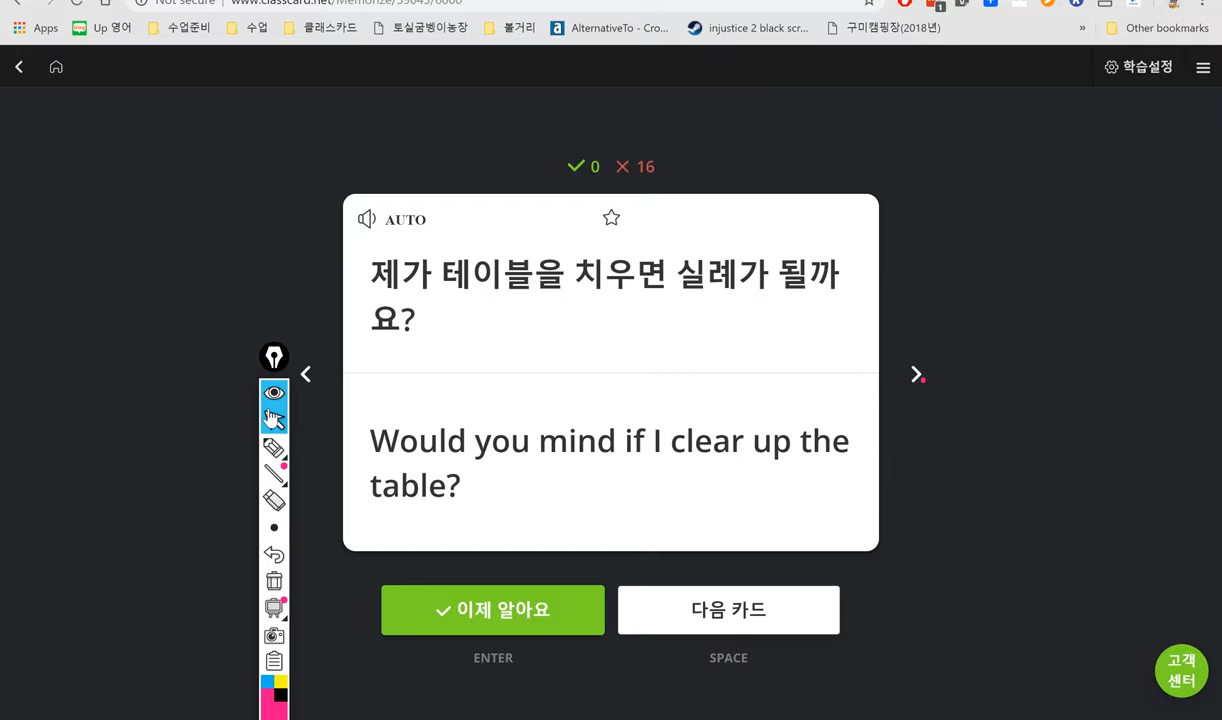 Not secure
www.classcard.net/Memorize/
Apps
Up 영어
수업준비
수업
클래스카드
토실굼벵이농장
볼거리
AlternativeTo - Cro...
injustice 2 black scr...
구미캠핑장(2018년)
»
Other bookmarks
학습설정
0 16
AUTO
제가 테이블을 치우면 실례가 될까
요?
Would you mind if I clear up the
table?
이제 알아요
다음 카드
ENTER
SPACE
고객
센터